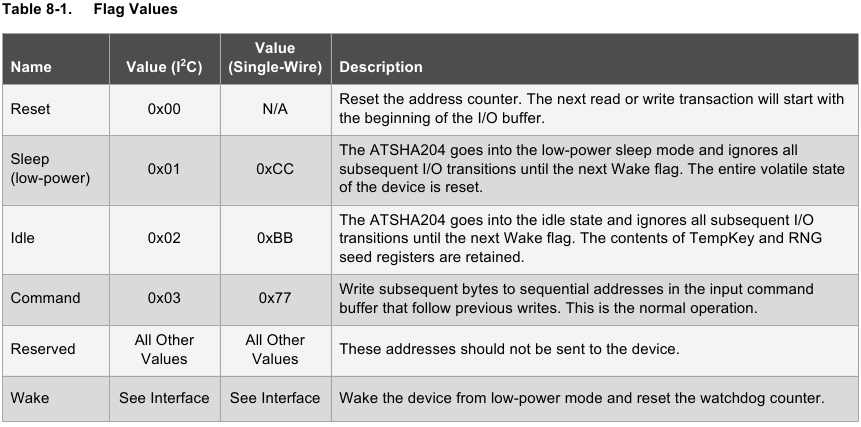 Table 8-1. Flag Values
Name
Value (I²C)
Value
(Single-Wire)
Description
Reset
0x00
N/A
Reset the address counter. The next read or write transaction will start with
the beginning of the I/O buffer.
Sleep
(low-power)
0x01
0xCC
The ATSHA204 goes into the low-power sleep mode and ignores all
subsequent I/O transitions until the next Wake flag. The entire volatile state
of the device is reset.
Idle
0x02
0xBB
The ATSHA204 goes into the idle state and ignores all subsequent I/O
transitions until the next Wake flag. The contents of TempKey and RNG
seed registers are retained.
Command
0x03
0x77
Write subsequent bytes to sequential addresses in the input command
buffer that follow previous writes. This is the normal operation.
Reserved
All Other
Values
All Other
Values
These addresses should not be sent to the device.
Wake
See Interface
See Interface
Wake the device from low-power mode and reset the watchdog counter.